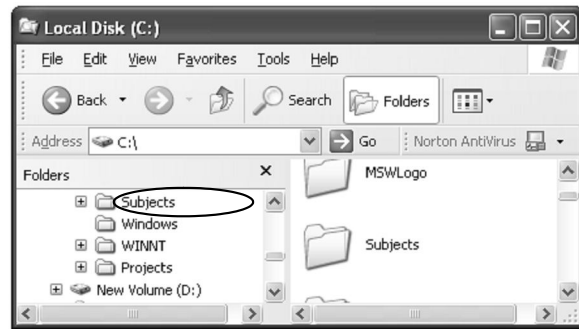 Local Disk (C:)
File Edit View Favorites Tools Help
Back Search Folders
Address C:\ Go Norton AntiVirus
Folders
Subjects
Windows
WINNT
Projects
New Volume (D:)
MSWLogo
Subjects